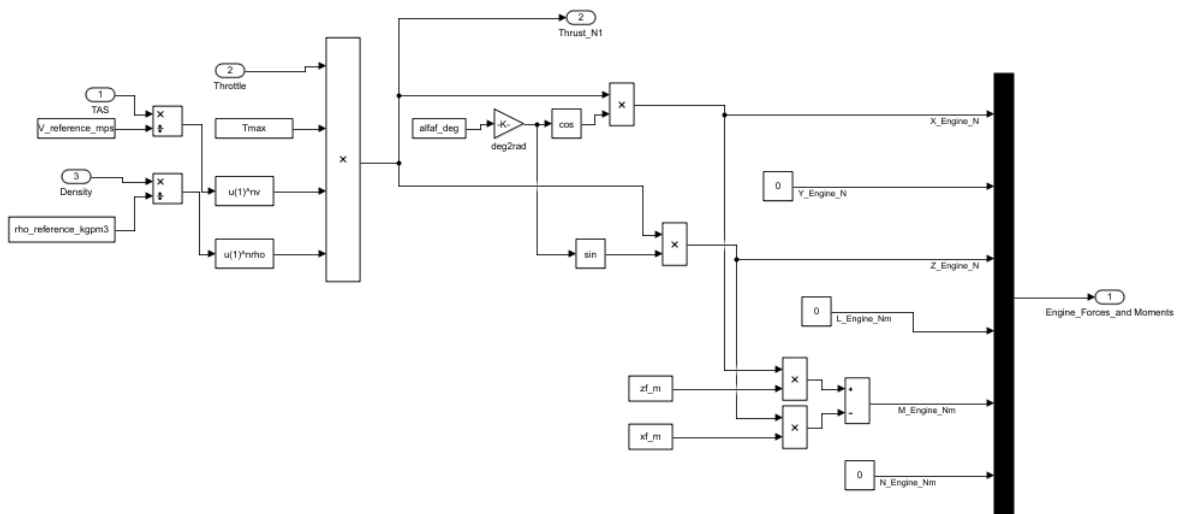 2
Thrust_N1
2
Throttle
1
TAS
V_reference_mps
×
÷
Tmax
alfaf_deg
-K-
deg2rad
cos
×
X_Engine_N
×
3
Density
×
÷
u(1)^nv
0
Y_Engine_N
rho_reference_kgpm3
u(1)^nrho
sin
×
Z_Engine_N
1
Engine_Forces_and Moments
0
L_Engine_Nm
zf_m
×
+
−
M_Engine_Nm
xf_m
×
0
N_Engine_Nm